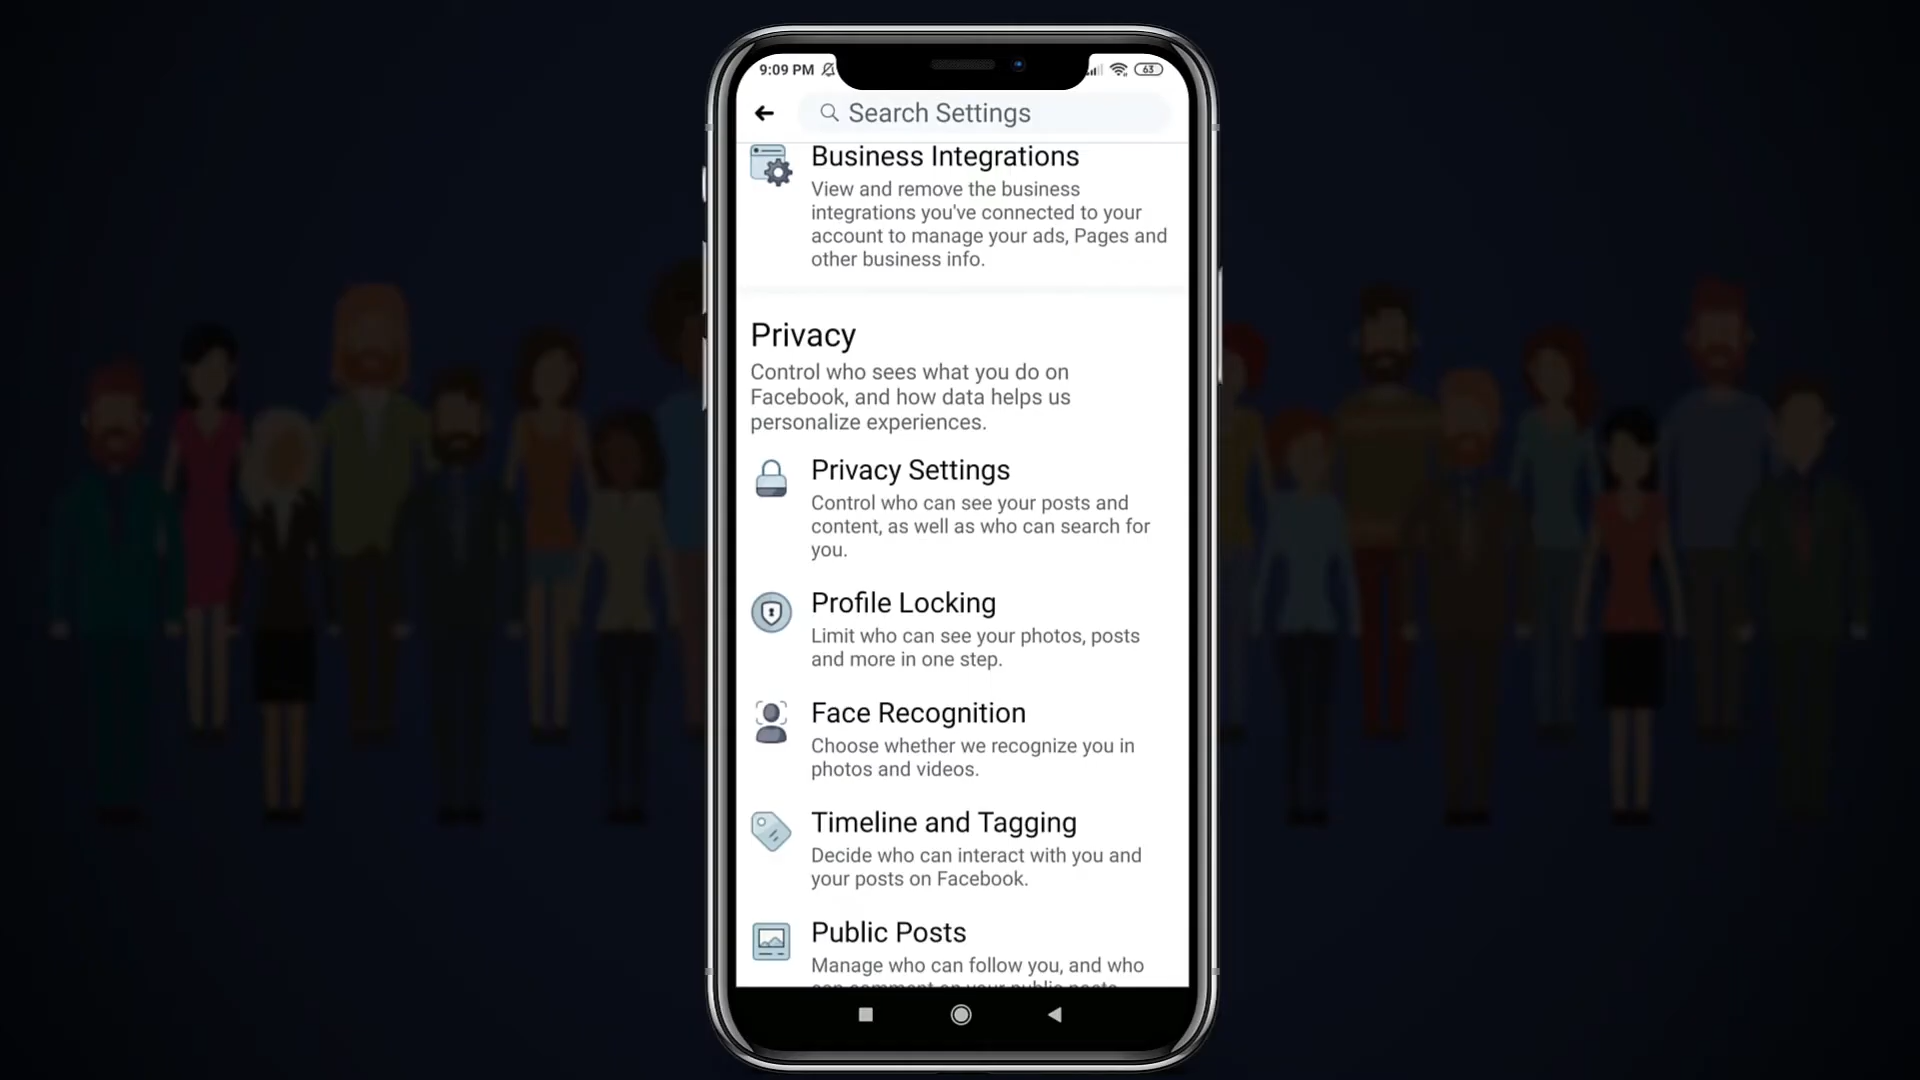 9:09 PM
63
Search Settings
Business Integrations
View and remove the business
integrations you've connected to your
account to manage your ads, Pages and
other business info.
Privacy
Control who sees what you do on
Facebook, and how data helps us
personalize experiences.
Privacy Settings
Control who can see your posts and
content, as well as who can search for
you.
Profile Locking
Limit who can see your photos, posts
and more in one step.
Face Recognition
Choose whether we recognize you in
photos and videos.
Timeline and Tagging
Decide who can interact with you and
your posts on Facebook.
Public Posts
Manage who can follow you, and who